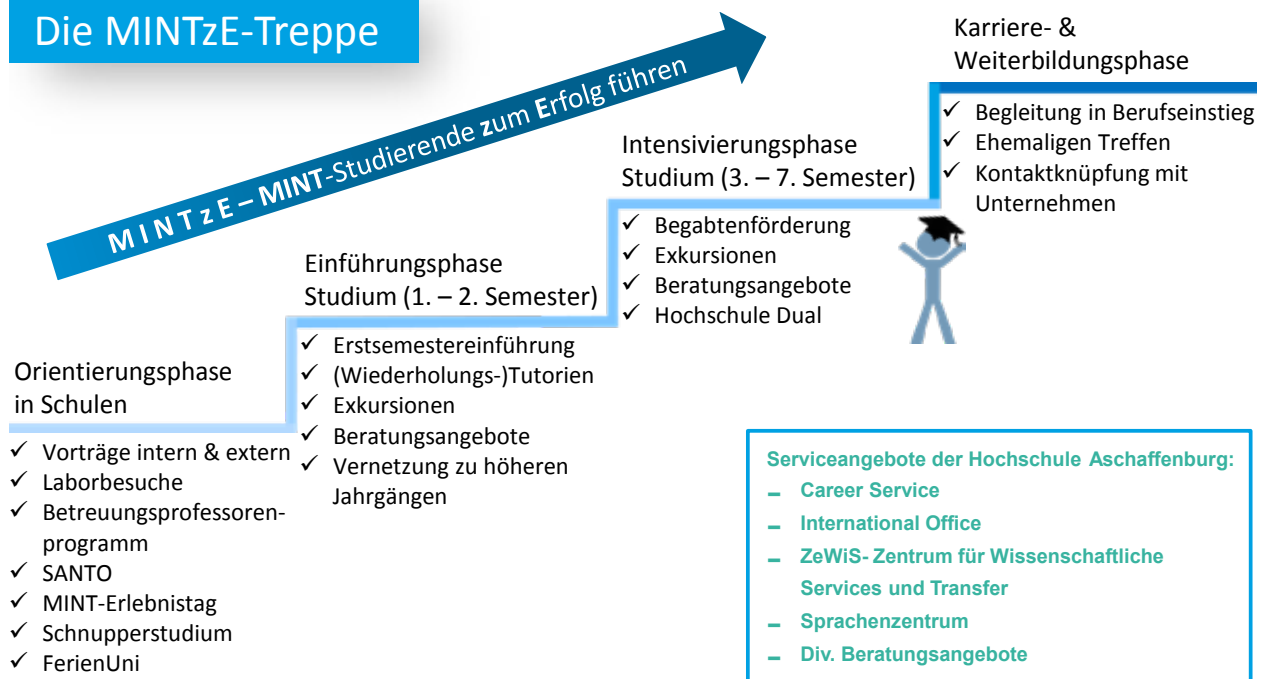 Die MINTzE-Treppe
M I N T z E – MINT-Studierende zum Erfolg führen
Karriere- &
Weiterbildungsphase
✓ Begleitung in Berufseinstieg
✓ Ehemaligen Treffen
✓ Kontaktknüpfung mit
Unternehmen
Intensivierungsphase
Studium (3. – 7. Semester)
✓ Begabtenförderung
✓ Exkursionen
✓ Beratungsangebote
✓ Hochschule Dual
Einführungsphase
Studium (1. – 2. Semester)
✓ Erstsemestereinführung
✓ (Wiederholungs-)Tutorien
✓ Exkursionen
✓ Beratungsangebote
✓ Vernetzung zu höheren
Jahrgängen
Orientierungsphase
in Schulen
✓ Vorträge intern & extern
✓ Laborbesuche
✓ Betreuungsprofessoren-
programm
✓ SANTO
✓ MINT-Erlebnistag
✓ Schnupperstudium
✓ FerienUni
Serviceangebote der Hochschule Aschaffenburg:
– Career Service
– International Office
– ZeWiS- Zentrum für Wissenschaftliche
Services und Transfer
– Sprachenzentrum
– Div. Beratungsangebote